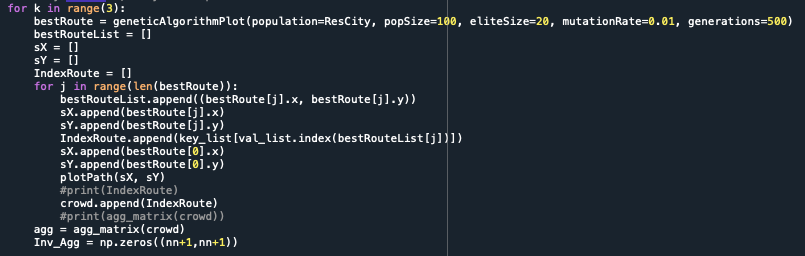 for k in range(3):
    bestRoute = geneticAlgorithmPlot(population=ResCity, popSize=100, eliteSize=20, mutationRate=0.01, generations=500)
    bestRouteList = []
    sX = []
    sY = []
    IndexRoute = []
    for j in range(len(bestRoute)):
        bestRouteList.append((bestRoute[j].x, bestRoute[j].y))
        sX.append(bestRoute[j].x)
        sY.append(bestRoute[j].y)
        IndexRoute.append(key_list[val_list.index(bestRouteList[j])])
        sX.append(bestRoute[0].x)
        sY.append(bestRoute[0].y)
        plotPath(sX, sY)
        #print(IndexRoute)
        crowd.append(IndexRoute)
        #print(agg_matrix(crowd))
    agg = agg_matrix(crowd)
    Inv_Agg = np.zeros((nn+1,nn+1))